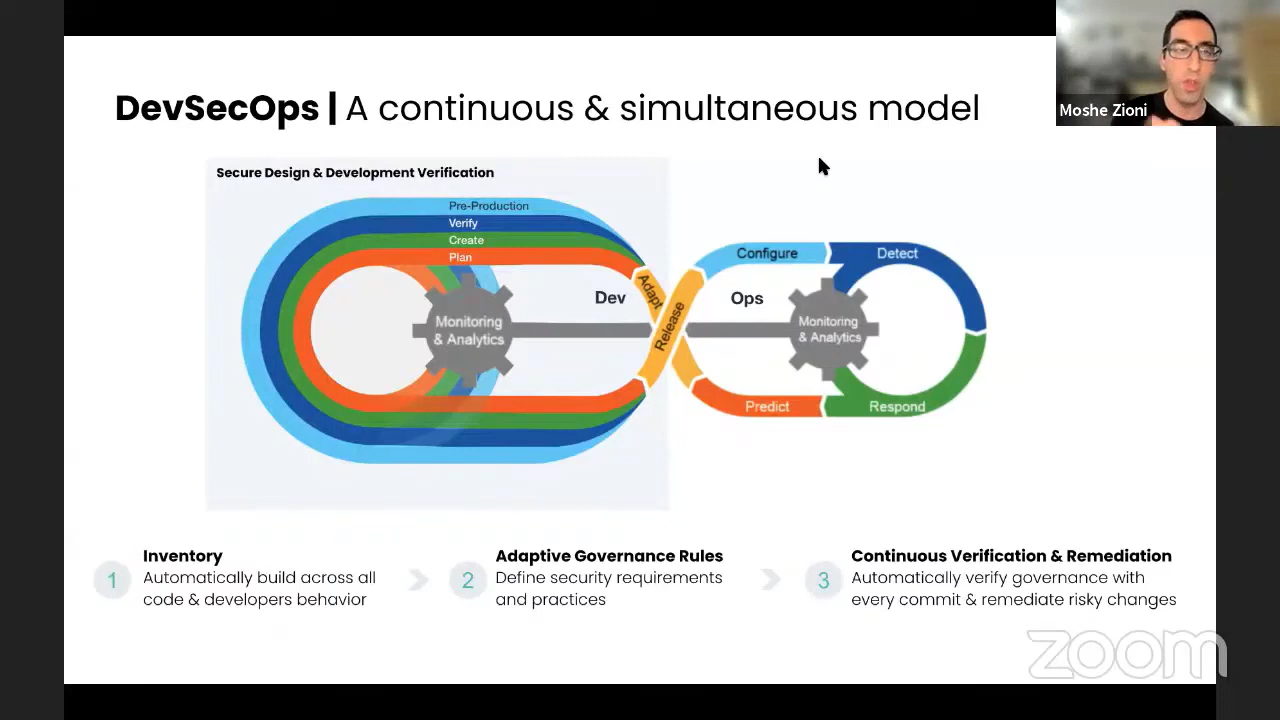 Moshe Zioni
DevSecOps | A continuous & simultaneous model
Secure Design & Development Verification
Pre-Production
Verify
Create
Plan
Monitoring
& Analytics
Dev
Adapt
Release
Ops
Configure
Detect
Monitoring
& Analytics
Predict
Respond
1
Inventory
Automatically build across all
code & developers behavior
2
Adaptive Governance Rules
Define security requirements
and practices
3
Continuous Verification & Remediation
Automatically verify governance with
every commit & remediate risky changes
zoom